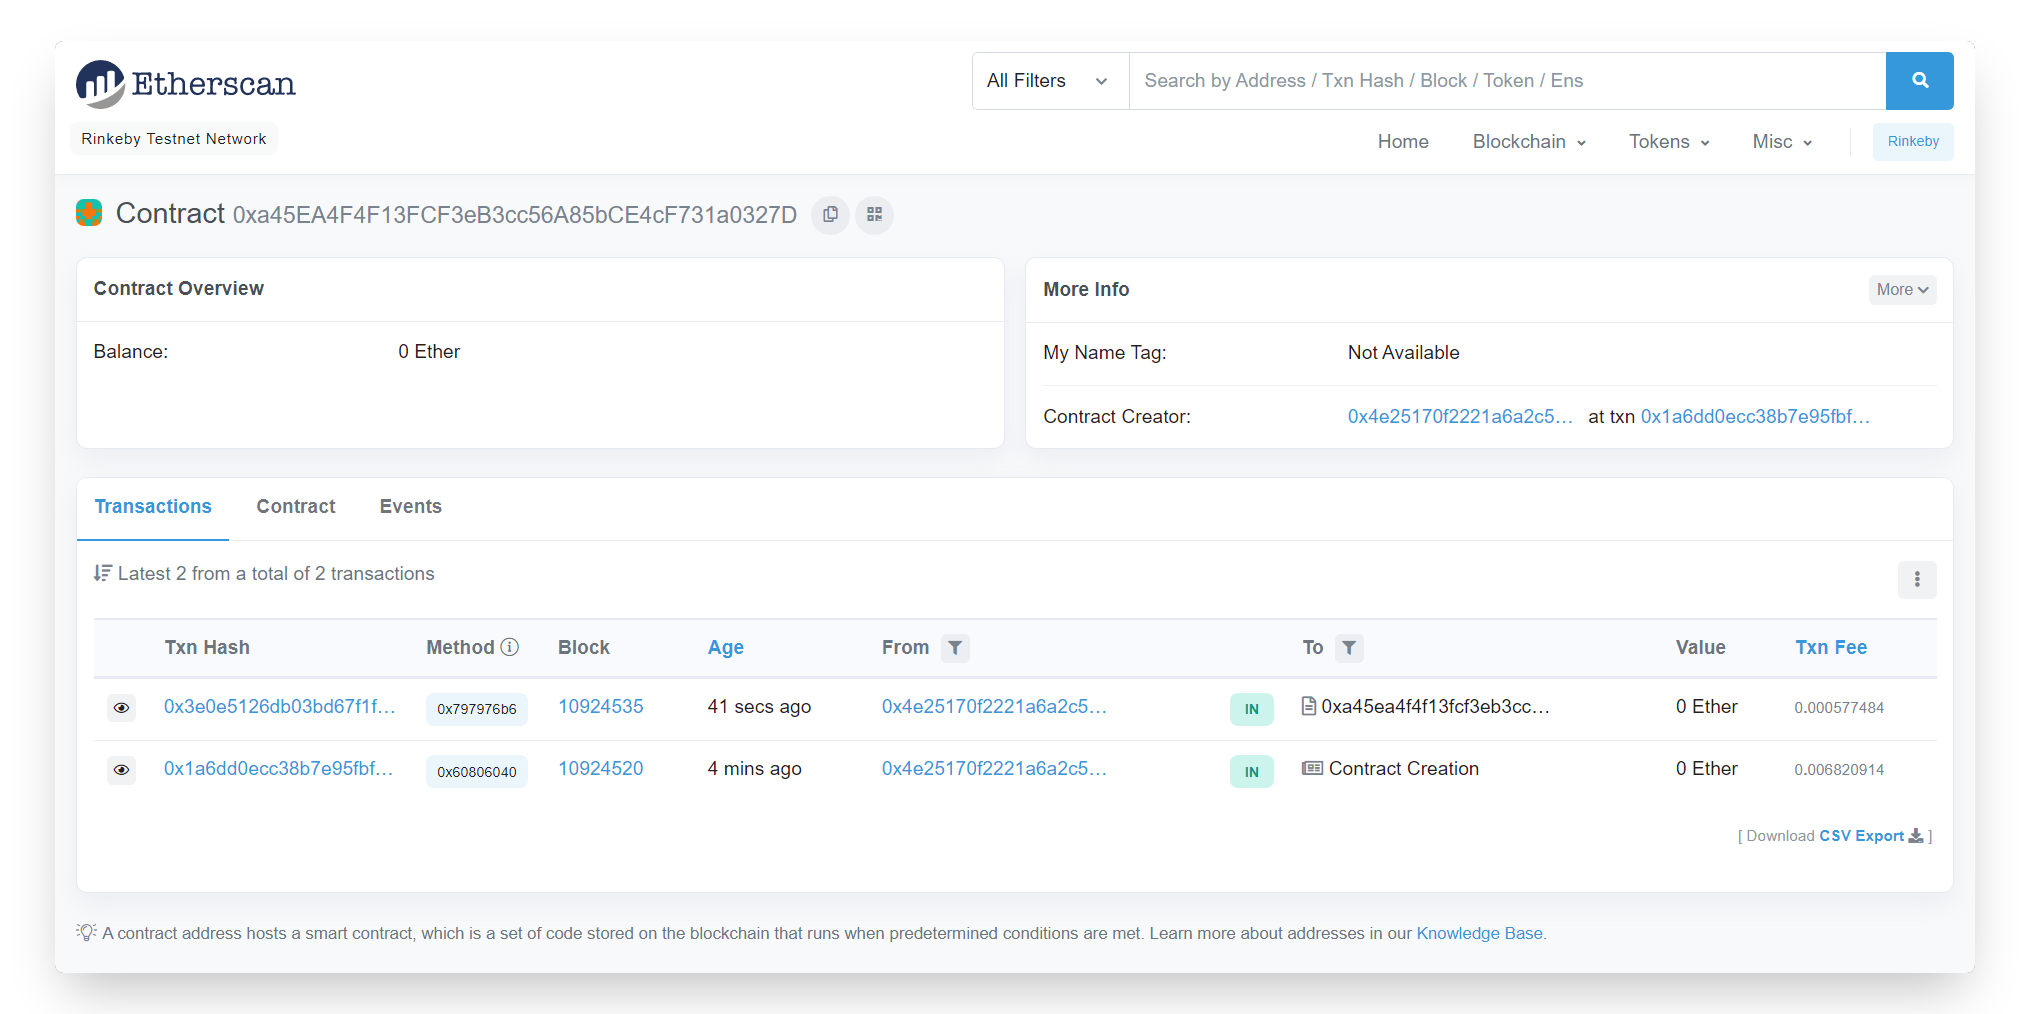 Etherscan
All Filters
Search by Address / Txn Hash / Block / Token / Ens
Rinkeby Testnet Network
Home Blockchain Tokens Misc Rinkeby
Contract 0xa45EA4F4F13FCF3eB3cc56A85bCE4cF731a0327D
Contract Overview
Balance: 0 Ether
More Info More
My Name Tag: Not Available
Contract Creator: 0x4e25170f2221a6a2c5... at txn 0x1a6dd0ecc38b7e95fbf...
Transactions Contract Events
Latest 2 from a total of 2 transactions
Txn Hash Method Block Age From To Value Txn Fee
0x3e0e5126db03bd67f1f... 0x797976b6 10924535 41 secs ago 0x4e25170f2221a6a2c5... IN 0xa45ea4f4f13fcf3eb3cc... 0 Ether 0.000577484
0x1a6dd0ecc38b7e95fbf... 0x60806040 10924520 4 mins ago 0x4e25170f2221a6a2c5... IN Contract Creation 0 Ether 0.006820914
[ Download CSV Export ]
A contract address hosts a smart contract, which is a set of code stored on the blockchain that runs when predetermined conditions are met. Learn more about addresses in our Knowledge Base.